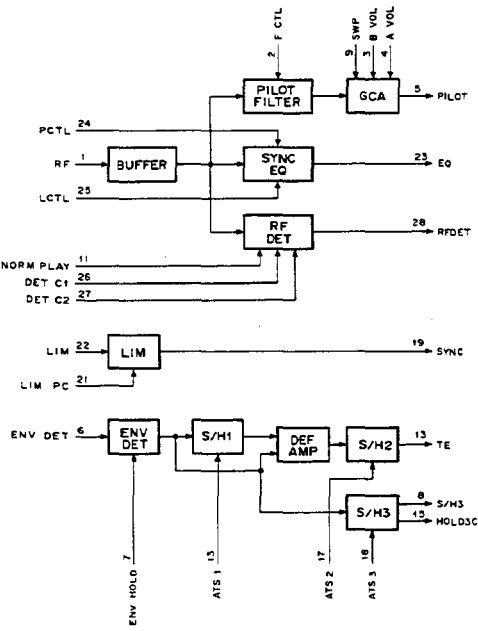 F CTL
2
SWP
9
B VOL
3
A VOL
4
PILOT
FILTER
GCA
5
PILOT
PCTL
24
RF
1
BUFFER
SYNC
EQ
23
EQ
LCTL
25
RF
DET
28
RFDET
NORM PLAY
11
DET C1
26
DET C2
27
LIM
22
LIM
19
SYNC
LIM PC
21
ENV DET
6
ENV
DET
S/H1
DEF
AMP
S/H2
13
TE
S/H3
8
S/H3
15
HOLD3C
7
ENV HOLD
13
ATS 1
17
ATS 2
18
ATS 3